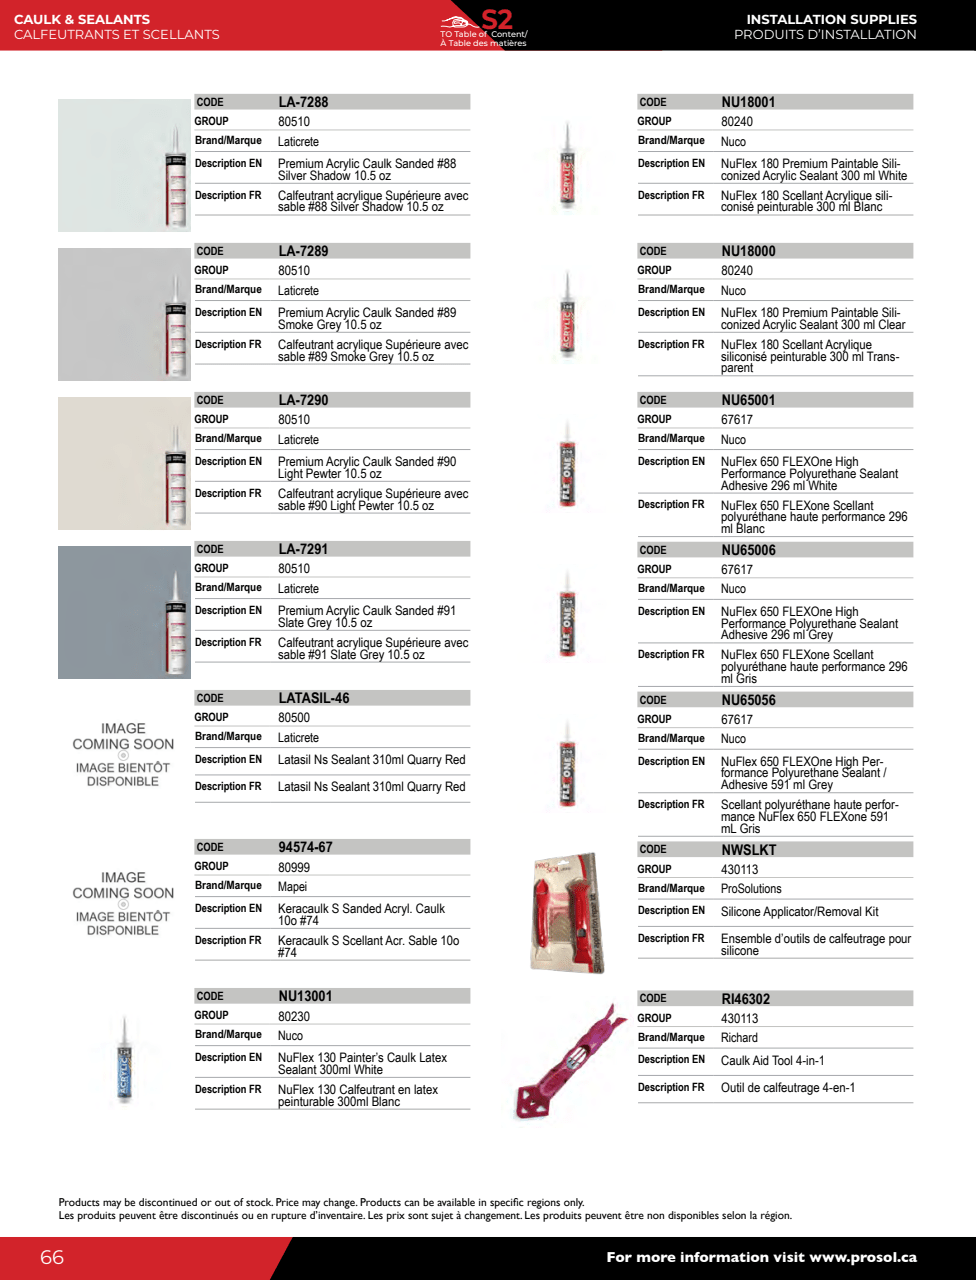 CAULK & SEALANTS
CALFEUTRANTS ET SCELLANTS
S2
TO Table of Content/
À Table des matières
INSTALLATION SUPPLIES
PRODUITS D'INSTALLATION
CODE LA-7288
GROUP 80510
Brand/Marque Laticrete
Description EN Premium Acrylic Caulk Sanded #88
Silver Shadow 10.5 oz
Description FR Calfeutrant acrylique Supérieure avec
sable #88 Silver Shadow 10.5 oz
CODE LA-7289
GROUP 80510
Brand/Marque Laticrete
Description EN Premium Acrylic Caulk Sanded #89
Smoke Grey 10.5 oz
Description FR Calfeutrant acrylique Supérieure avec
sable #89 Smoke Grey 10.5 oz
CODE LA-7290
GROUP 80510
Brand/Marque Laticrete
Description EN Premium Acrylic Caulk Sanded #90
Light Pewter 10.5 oz
Description FR Calfeutrant acrylique Supérieure avec
sable #90 Light Pewter 10.5 oz
CODE LA-7291
GROUP 80510
Brand/Marque Laticrete
Description EN Premium Acrylic Caulk Sanded #91
Slate Grey 10.5 oz
Description FR Calfeutrant acrylique Supérieure avec
sable #91 Slate Grey 10.5 oz
IMAGE
COMING SOON
IMAGE BIENTÔT
DISPONIBLE
CODE LATASIL-46
GROUP 80500
Brand/Marque Laticrete
Description EN Latasil Ns Sealant 310ml Quarry Red
Description FR Latasil Ns Sealant 310ml Quarry Red
IMAGE
COMING SOON
IMAGE BIENTÔT
DISPONIBLE
CODE 94574-67
GROUP 80999
Brand/Marque Mapei
Description EN Keracaulk S Sanded Acryl. Caulk
10o #74
Description FR Keracaulk S Scellant Acr. Sable 10o
#74
ACRYLIC
CODE NU13001
GROUP 80230
Brand/Marque Nuco
Description EN NuFlex 130 Painter's Caulk Latex
Sealant 300ml White
Description FR NuFlex 130 Calfeutrant en latex
peinturable 300ml Blanc
ACRYLIC
CODE NU18001
GROUP 80240
Brand/Marque Nuco
Description EN NuFlex 180 Premium Paintable Sili-
conized Acrylic Sealant 300 ml White
Description FR NuFlex 180 Scellant Acrylique sili-
conisé peinturable 300 ml Blanc
ACRYLIC
CODE NU18000
GROUP 80240
Brand/Marque Nuco
Description EN NuFlex 180 Premium Paintable Sili-
conized Acrylic Sealant 300 ml Clear
Description FR NuFlex 180 Scellant Acrylique
siliconisé peinturable 300 ml Trans-
parent
FLEXONE
CODE NU65001
GROUP 67617
Brand/Marque Nuco
Description EN NuFlex 650 FLEXOne High
Performance Polyurethane Sealant
Adhesive 296 ml White
Description FR NuFlex 650 FLEXone Scellant
polyuréthane haute performance 296
ml Blanc
FLEXONE
CODE NU65006
GROUP 67617
Brand/Marque Nuco
Description EN NuFlex 650 FLEXOne High
Performance Polyurethane Sealant
Adhesive 296 ml Grey
Description FR NuFlex 650 FLEXone Scellant
polyuréthane haute performance 296
ml Gris
FLEXONE
CODE NU65056
GROUP 67617
Brand/Marque Nuco
Description EN NuFlex 650 FLEXOne High Per-
formance Polyurethane Sealant /
Adhesive 591 ml Grey
Description FR Scellant polyuréthane haute perfor-
mance NuFlex 650 FLEXone 591
mL Gris
CODE NWSLKT
GROUP 430113
Brand/Marque ProSolutions
Description EN Silicone Applicator/Removal Kit
Description FR Ensemble d'outils de calfeutrage pour
silicone
CODE RI46302
GROUP 430113
Brand/Marque Richard
Description EN Caulk Aid Tool 4-in-1
Description FR Outil de calfeutrage 4-en-1
Products may be discontinued or out of stock. Price may change. Products can be available in specific regions only.
Les produits peuvent être discontinués ou en rupture d'inventaire. Les prix sont sujet à changement. Les produits peuvent être non disponibles selon la région.
66
For more information visit www.prosol.ca